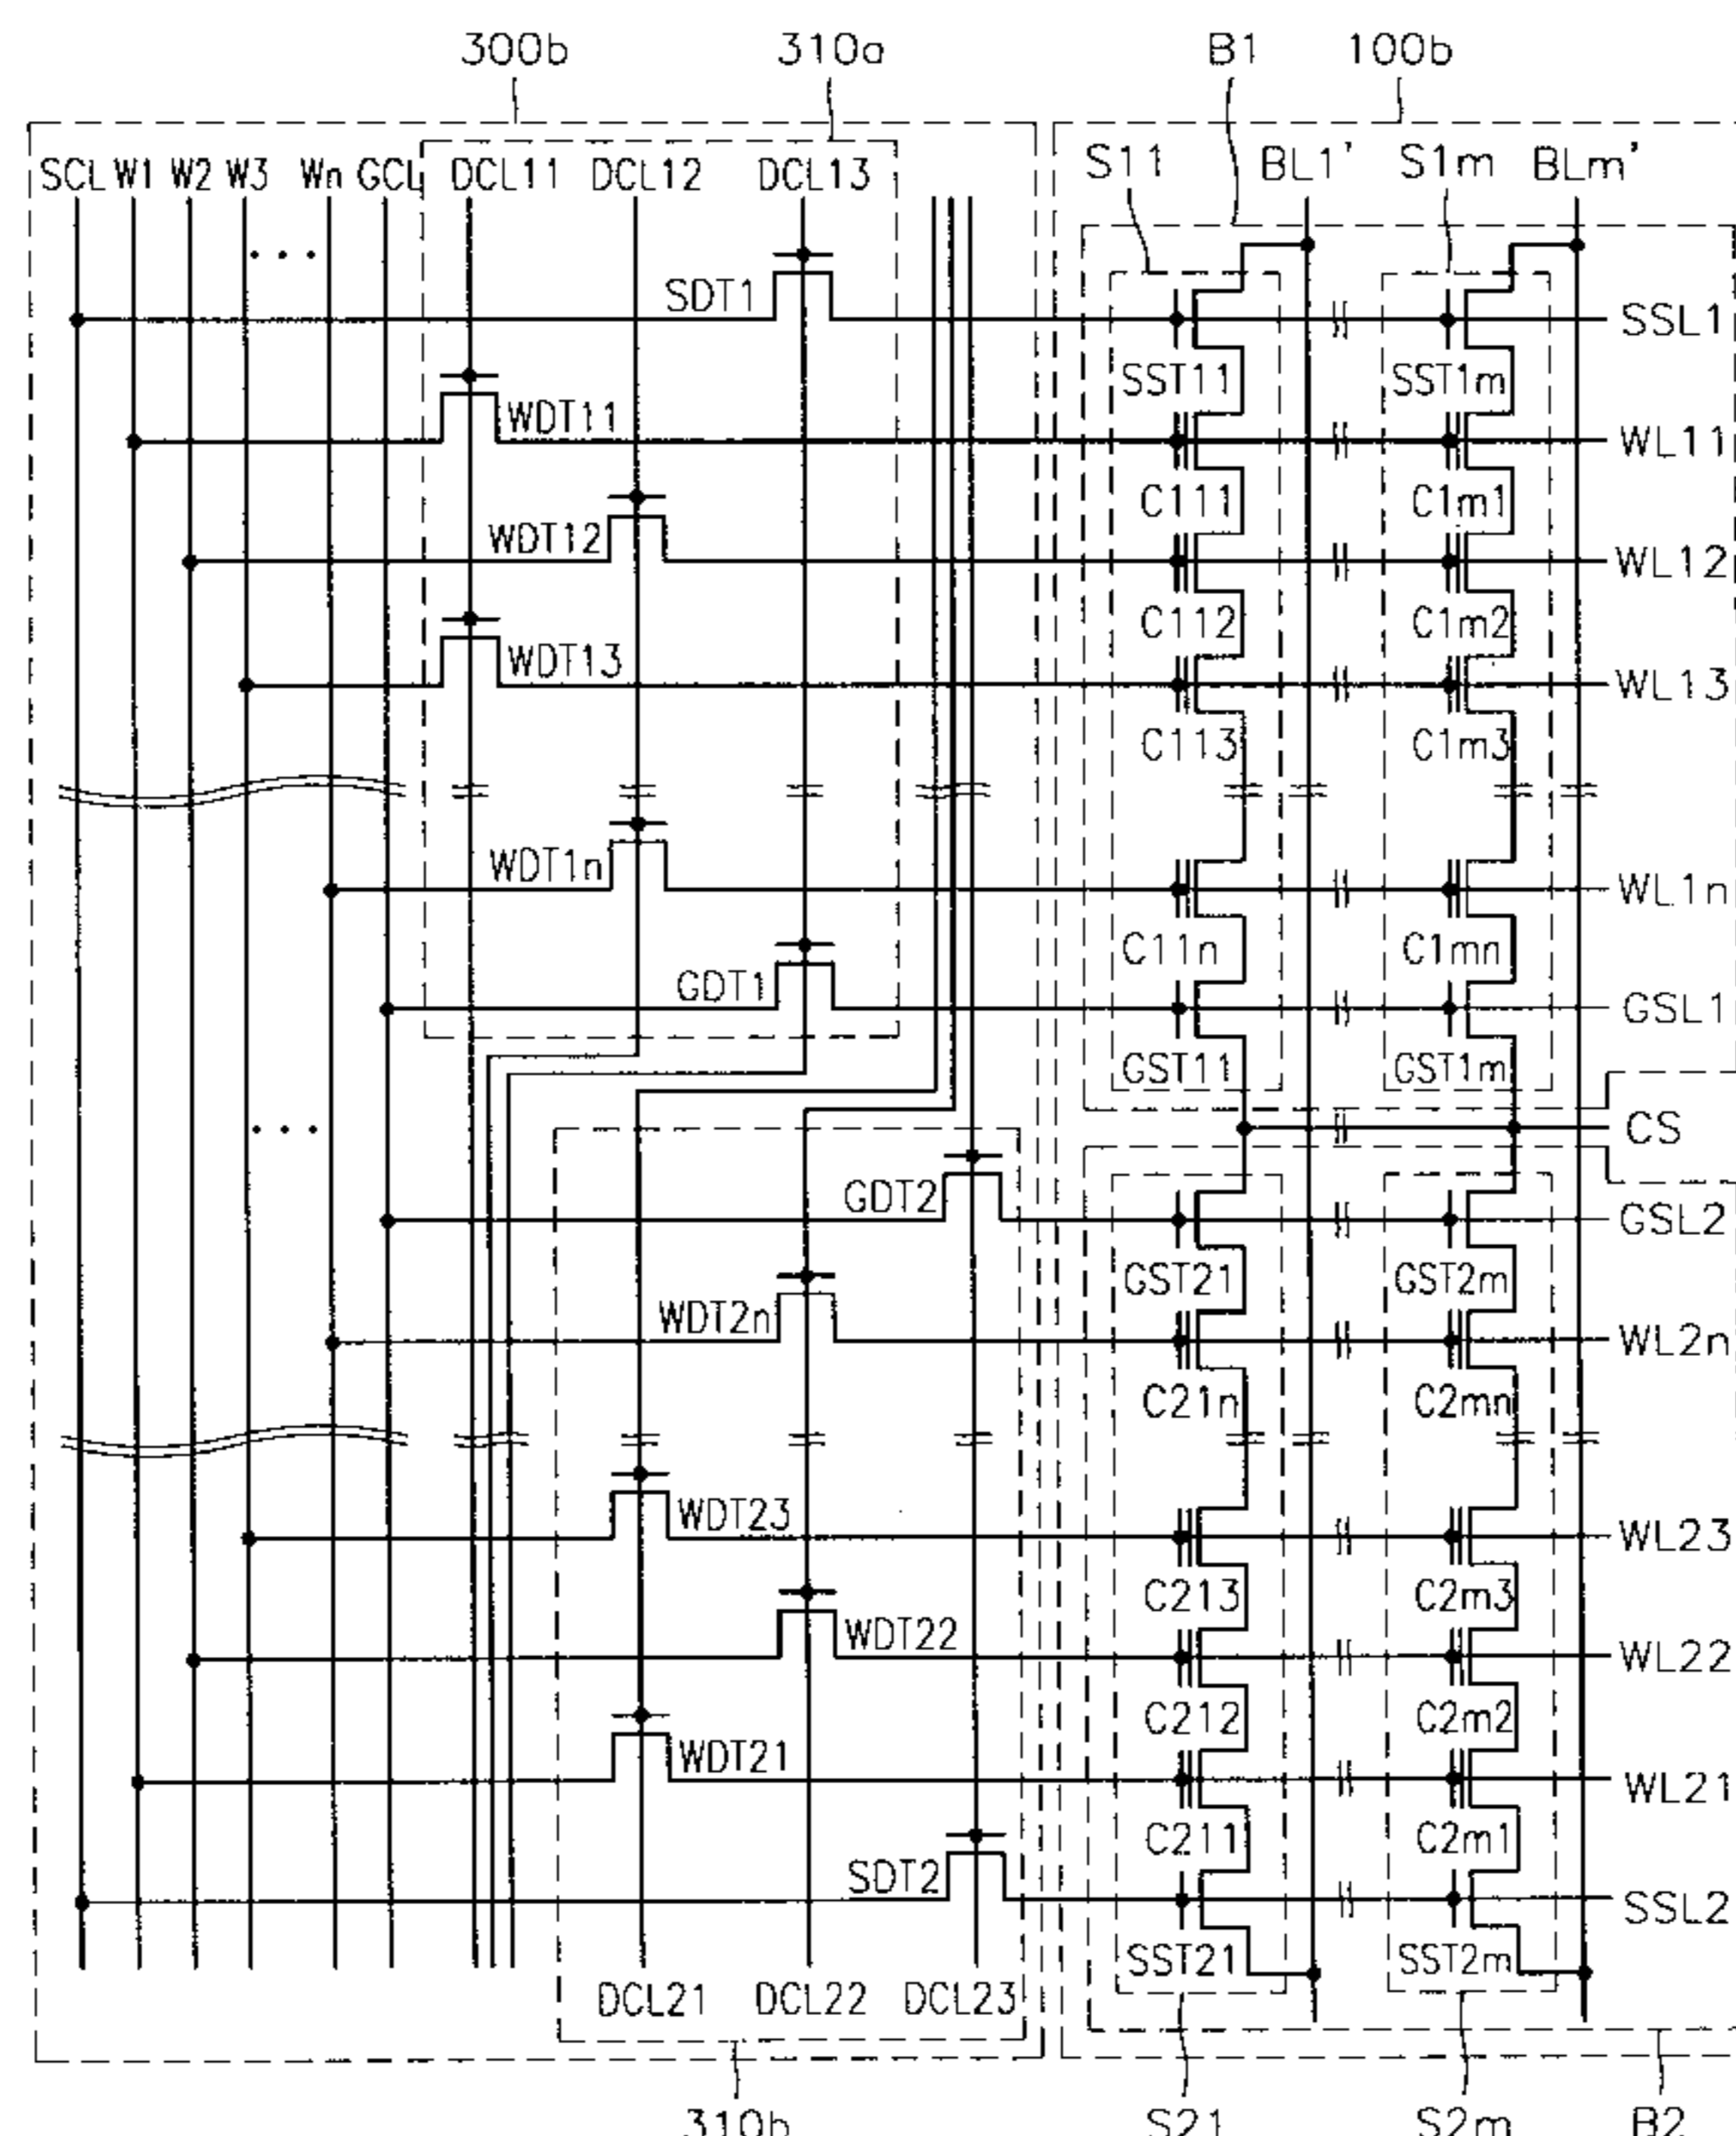 300b 310a B1 100b
SCL W1 W2 W3 Wn GCL DCL11 DCL12 DCL13 S11 BL1' S1m BLm'
...
SDT1 SSL1
SST11 SST1m
WDT11 WL11
C111 C1m1
WDT12 WL12
C112 C1m2
WDT13 WL13
C113 C1m3
WDT1n WL1n
C11n C1mn
GDT1 GSL1
GST11 GST1m
... CS
GDT2 GSL2
GST21 GST2m
WDT2n WL2n
C21n C2mn
WDT23 WL23
C213 C2m3
WDT22 WL22
C212 C2m2
WDT21 WL21
C211 C2m1
SDT2 SSL2
SST21 SST2m
DCL21 DCL22 DCL23
310b S21 S2m B2